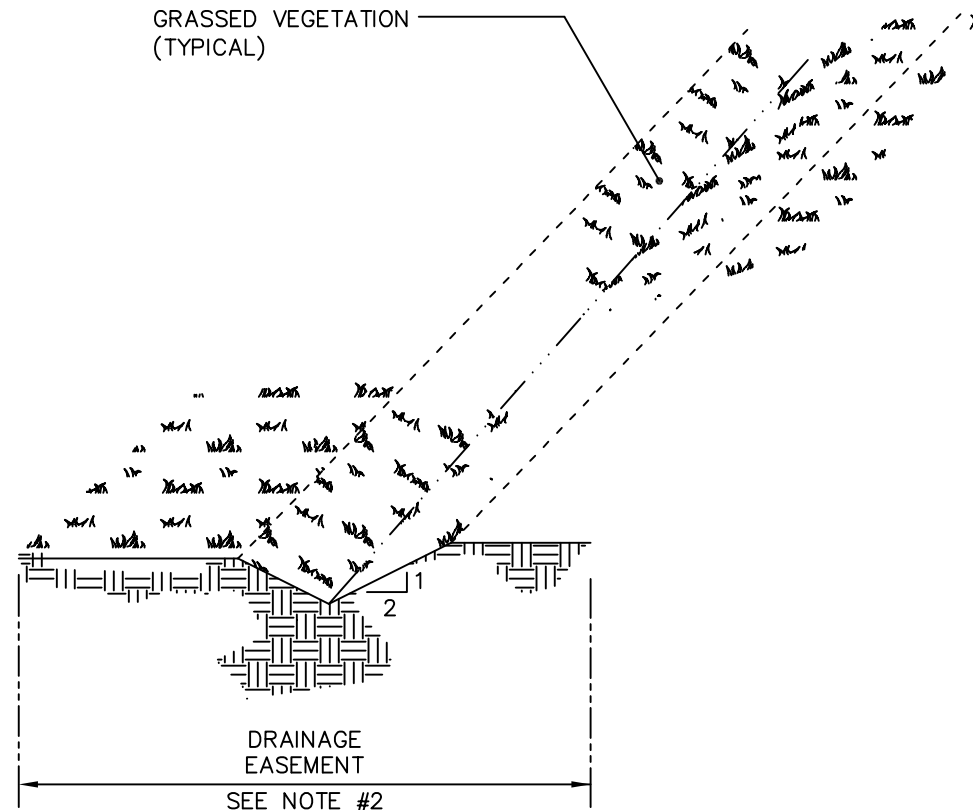 GRASSED VEGETATION
(TYPICAL)
1
2
DRAINAGE
EASEMENT
SEE NOTE #2